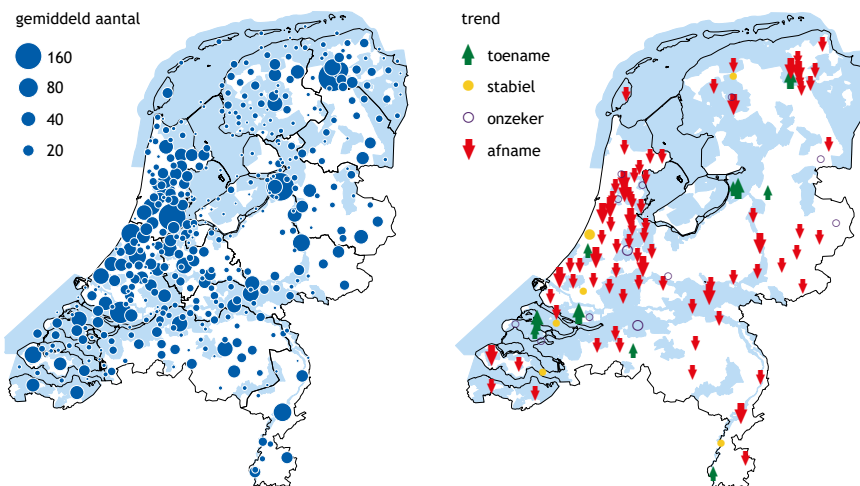 gemiddeld aantal
160
80
40
20
trend
toename
stabiel
onzeker
afname